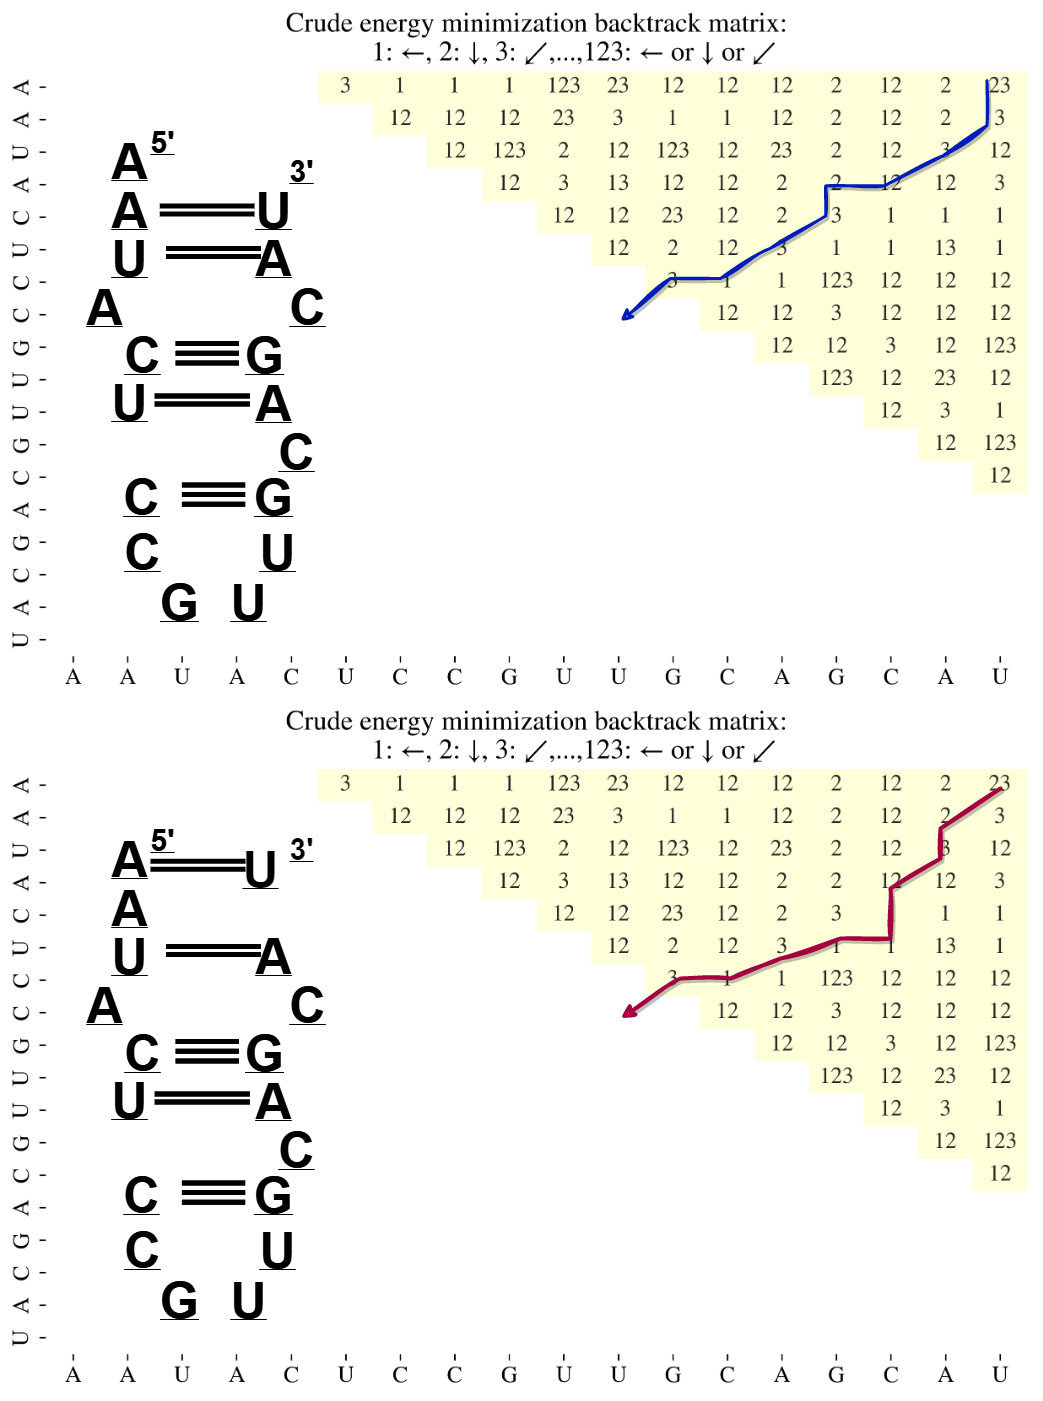 Crude energy minimization backtrack matrix:
1: ←, 2: ↓, 3: ↙,...,123: ← or ↓ or ↙
A - 3 1 1 1 123 23 12 12 12 2 12 2 23
A - 12 12 12 23 3 1 1 12 2 12 2 3
U - 12 123 2 12 123 12 23 2 12 3 12
A - 12 3 13 12 12 2 2 12 12 3
C - 12 12 23 12 2 3 1 1 1
U - 12 2 12 3 1 1 13 1
C - 3 1 1 123 12 12 12
C - 12 12 3 12 12 12
G - 12 12 3 12 123
U - 123 12 23 12
U - 12 3 1
G - 12 123
C - 12
A -
G -
C -
A -
U -
A 5'
3'
A U
U A
A C
C G
U A
C
C G
C U
G U
A A U A C U C C G U U G C A G C A U
Crude energy minimization backtrack matrix:
1: ←, 2: ↓, 3: ↙,...,123: ← or ↓ or ↙
A - 3 1 1 1 123 23 12 12 12 2 12 2 23
A - 12 12 12 23 3 1 1 12 2 12 2 3
U - 12 123 2 12 123 12 23 2 12 3 12
A - 12 3 13 12 12 2 2 12 12 3
C - 12 12 23 12 2 3 1 1 1
U - 12 2 12 3 1 1 13 1
C - 3 1 1 123 12 12 12
C - 12 12 3 12 12 12
G - 12 12 3 12 123
U - 123 12 23 12
U - 12 3 1
G - 12 123
C - 12
A -
G -
C -
A -
U -
A 5' U 3'
A
U A
A C
C G
U A
C
C G
C U
G U
A A U A C U C C G U U G C A G C A U